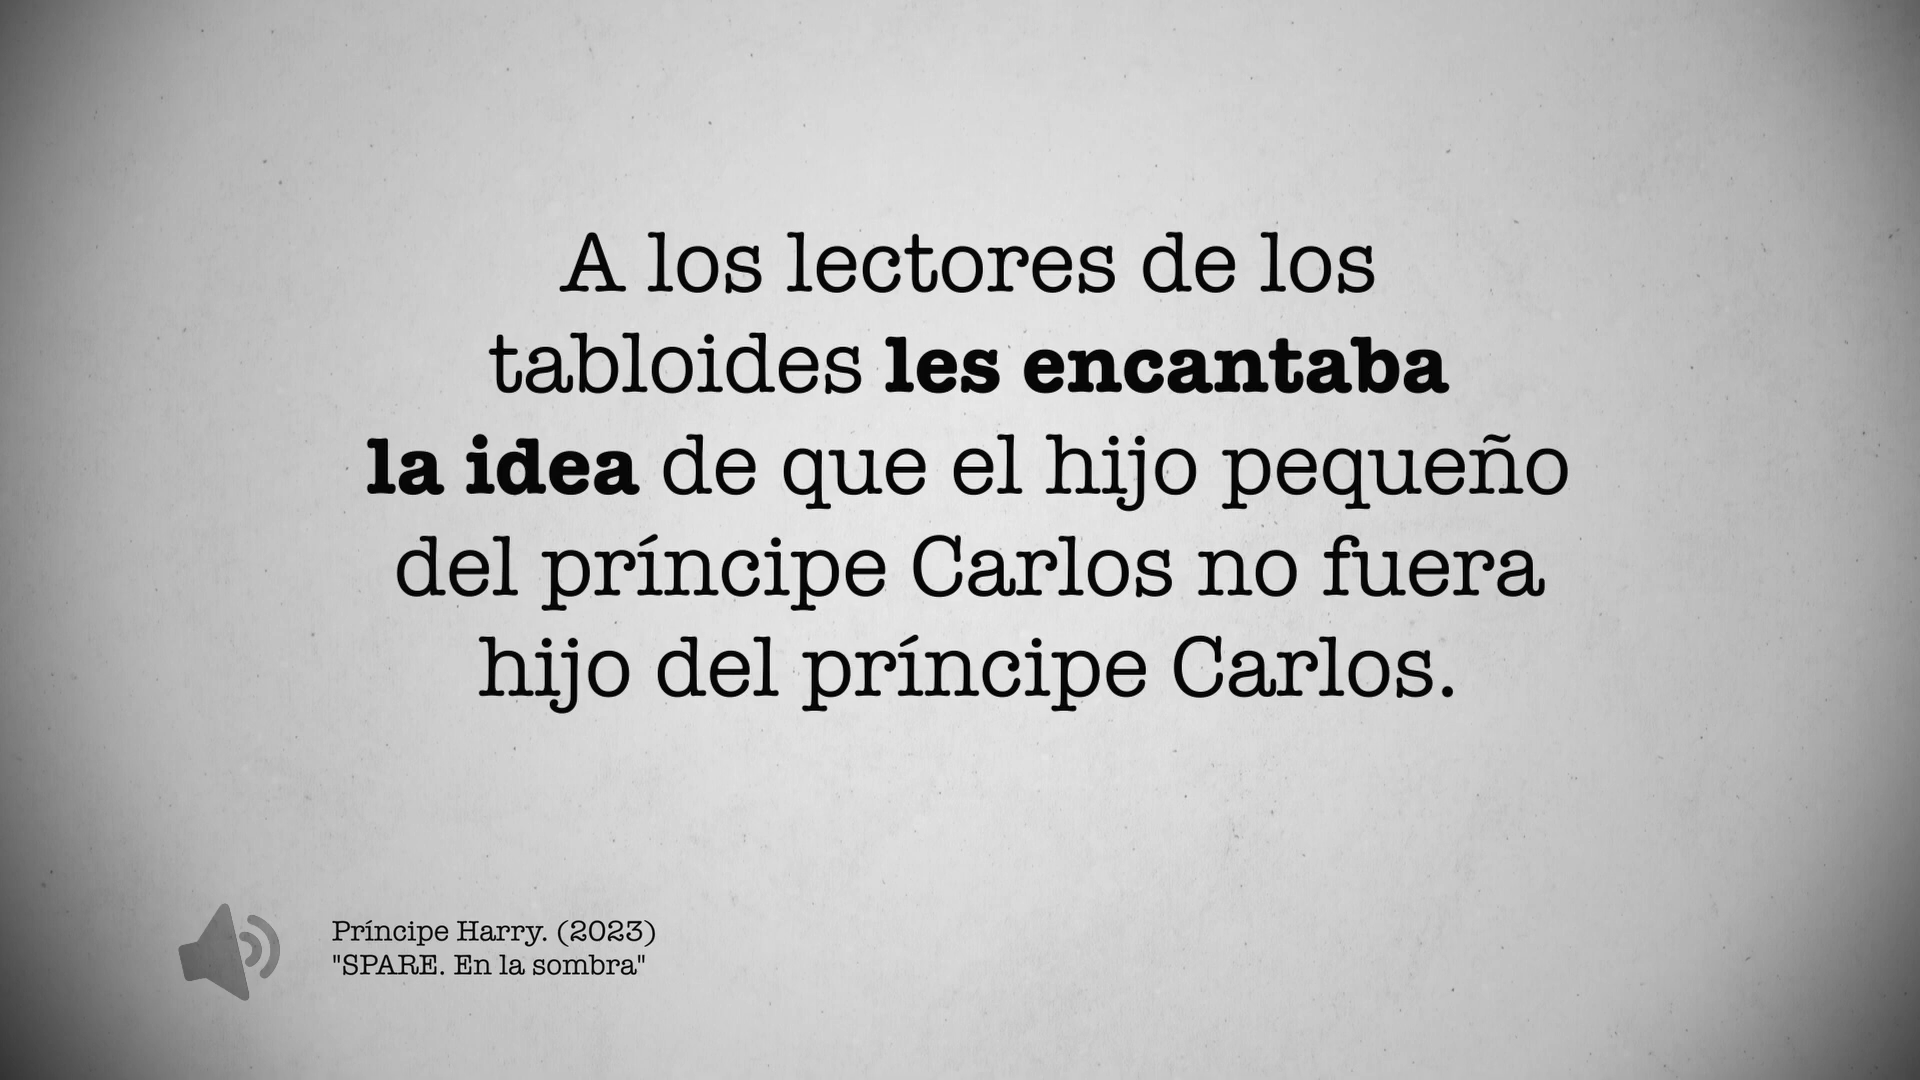 A los lectores de los
tabloides les encantaba
la idea de que el hijo pequeño
del príncipe Carlos no fuera
hijo del príncipe Carlos.
Príncipe Harry. (2023)
"SPARE. En la sombra"